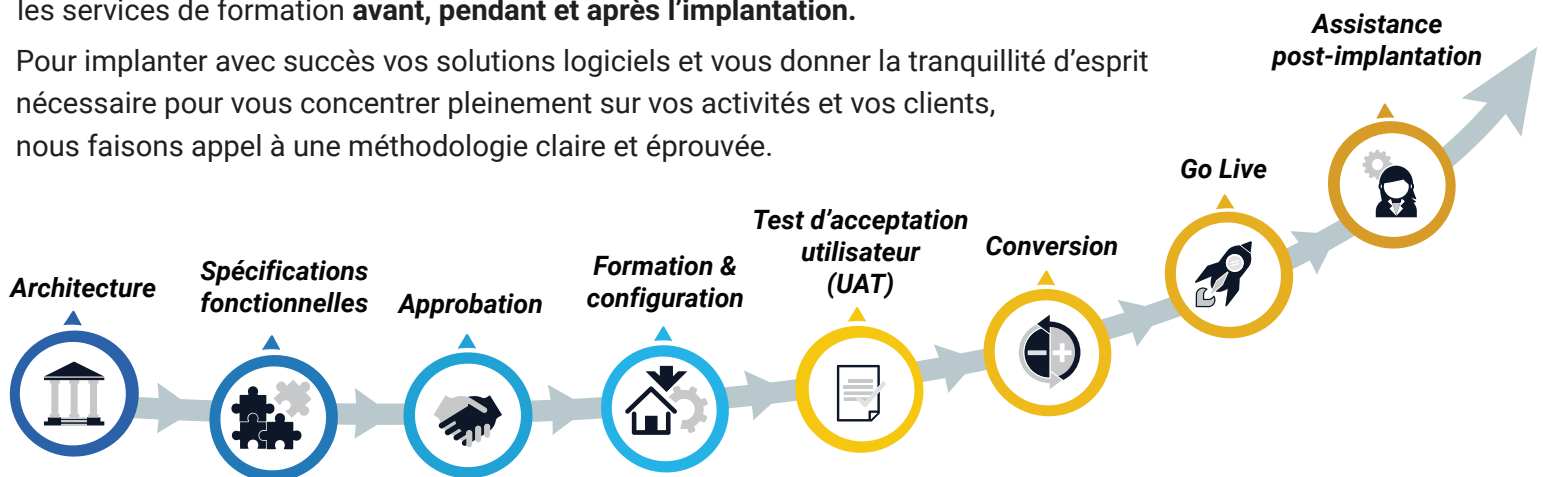 les services de formation avant, pendant et après l’implantation.
Pour implanter avec succès vos solutions logiciels et vous donner la tranquillité d’esprit
nécessaire pour vous concentrer pleinement sur vos activités et vos clients,
nous faisons appel à une méthodologie claire et éprouvée.
Architecture
Spécifications
fonctionnelles
Approbation
Formation &
configuration
Test d’acceptation
utilisateur
(UAT)
Conversion
Go Live
Assistance
post-implantation